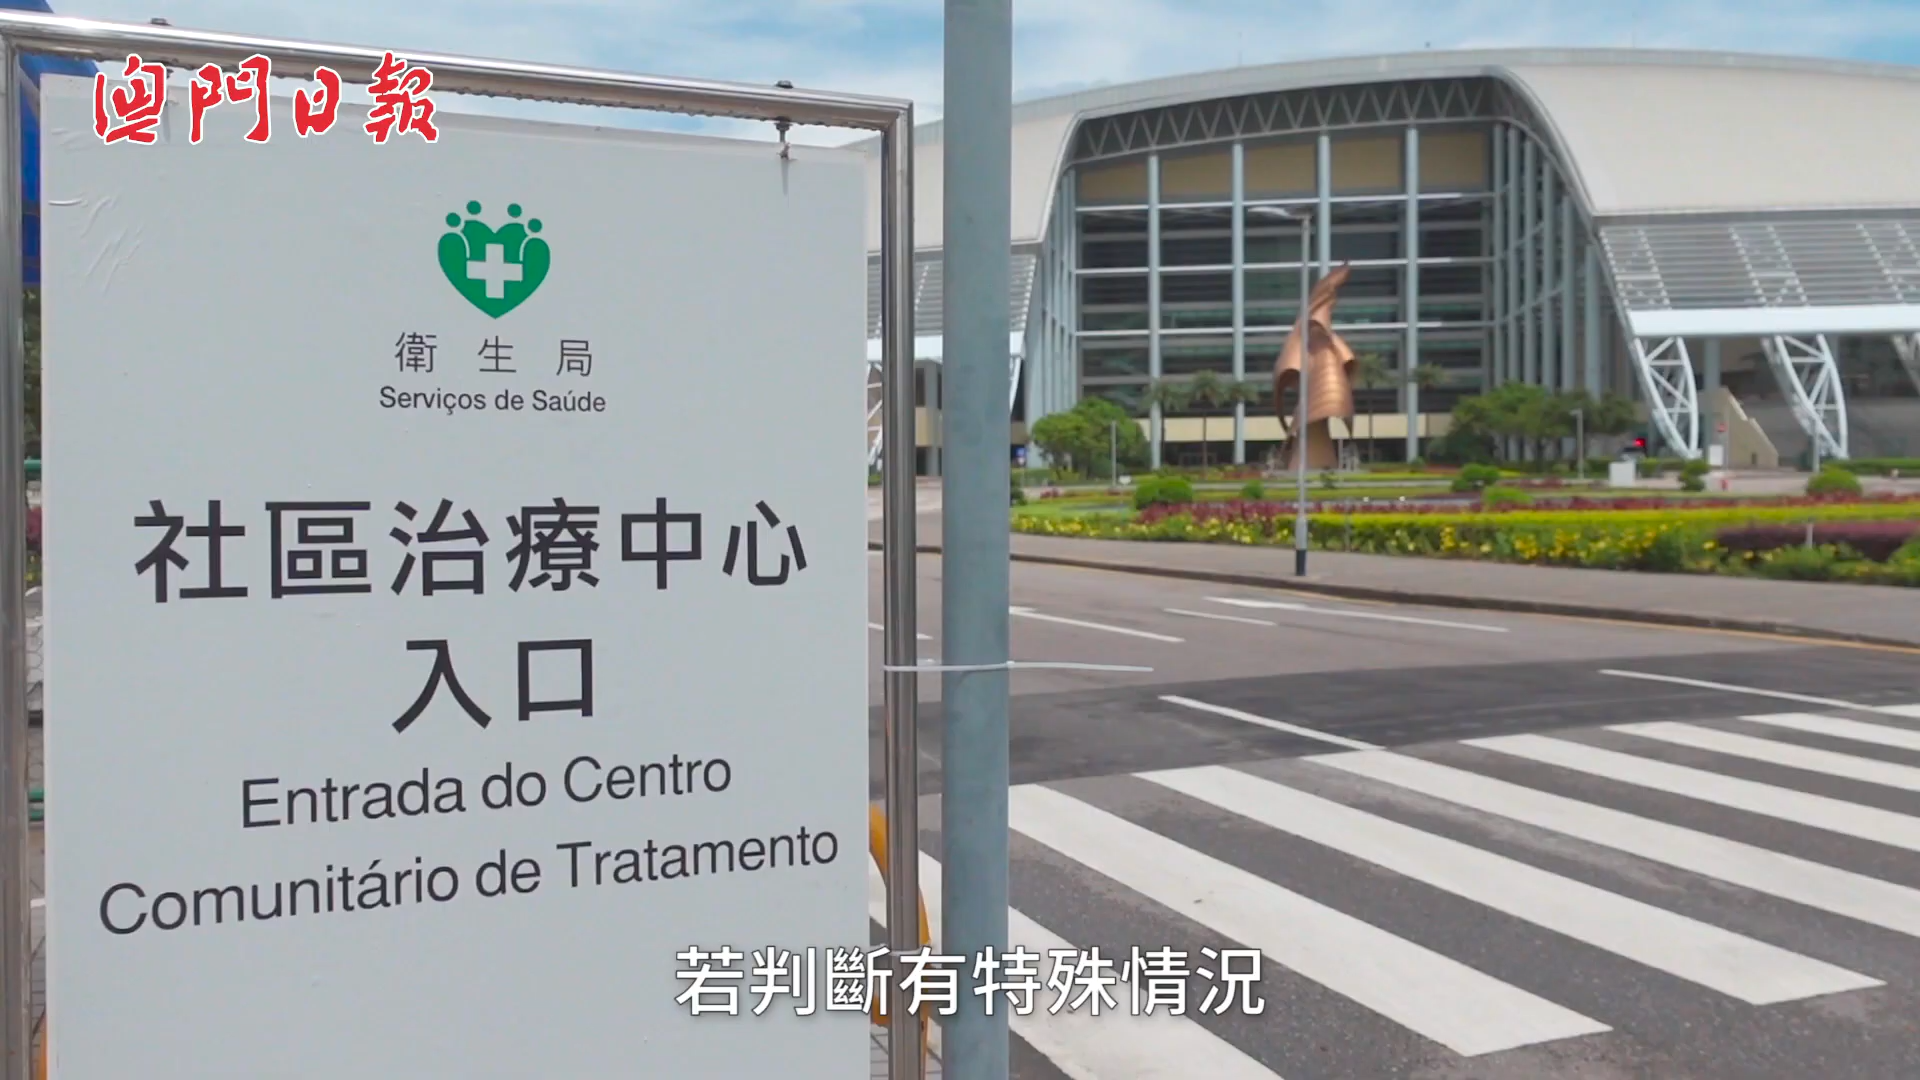 澳門日報
衛生局
Serviços de Saúde
社區治療中心
入口
Entrada do Centro
Comunitário de Tratamento
若判斷有特殊情況